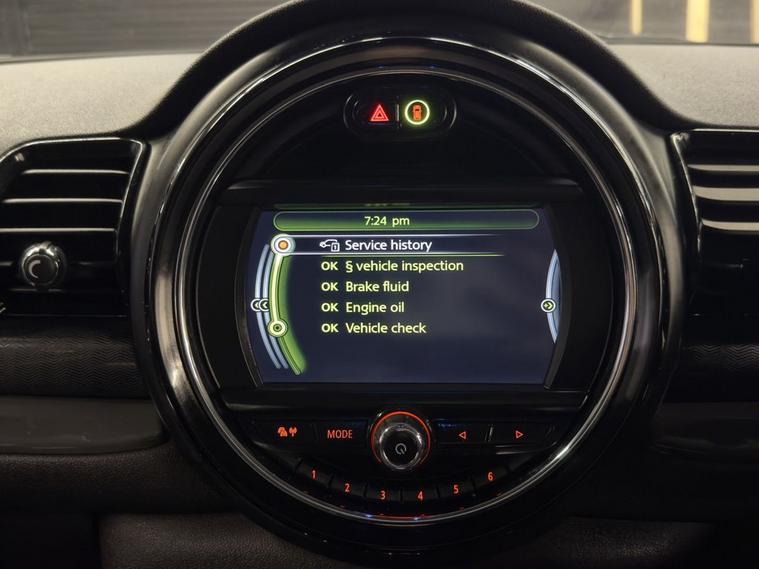 7:24 pm
Service history
OK § vehicle inspection
OK Brake fluid
OK Engine oil
OK Vehicle check
MODE
1 2 3 4 5 6